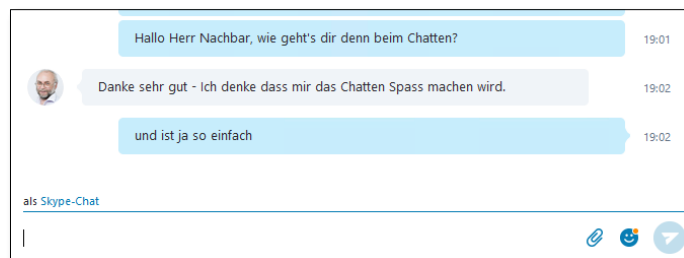 Hallo Herr Nachbar, wie geht's dir denn beim Chatten?
19:01
Danke sehr gut - Ich denke dass mir das Chatten Spass machen wird.
19:02
und ist ja so einfach
19:02
als Skype-Chat